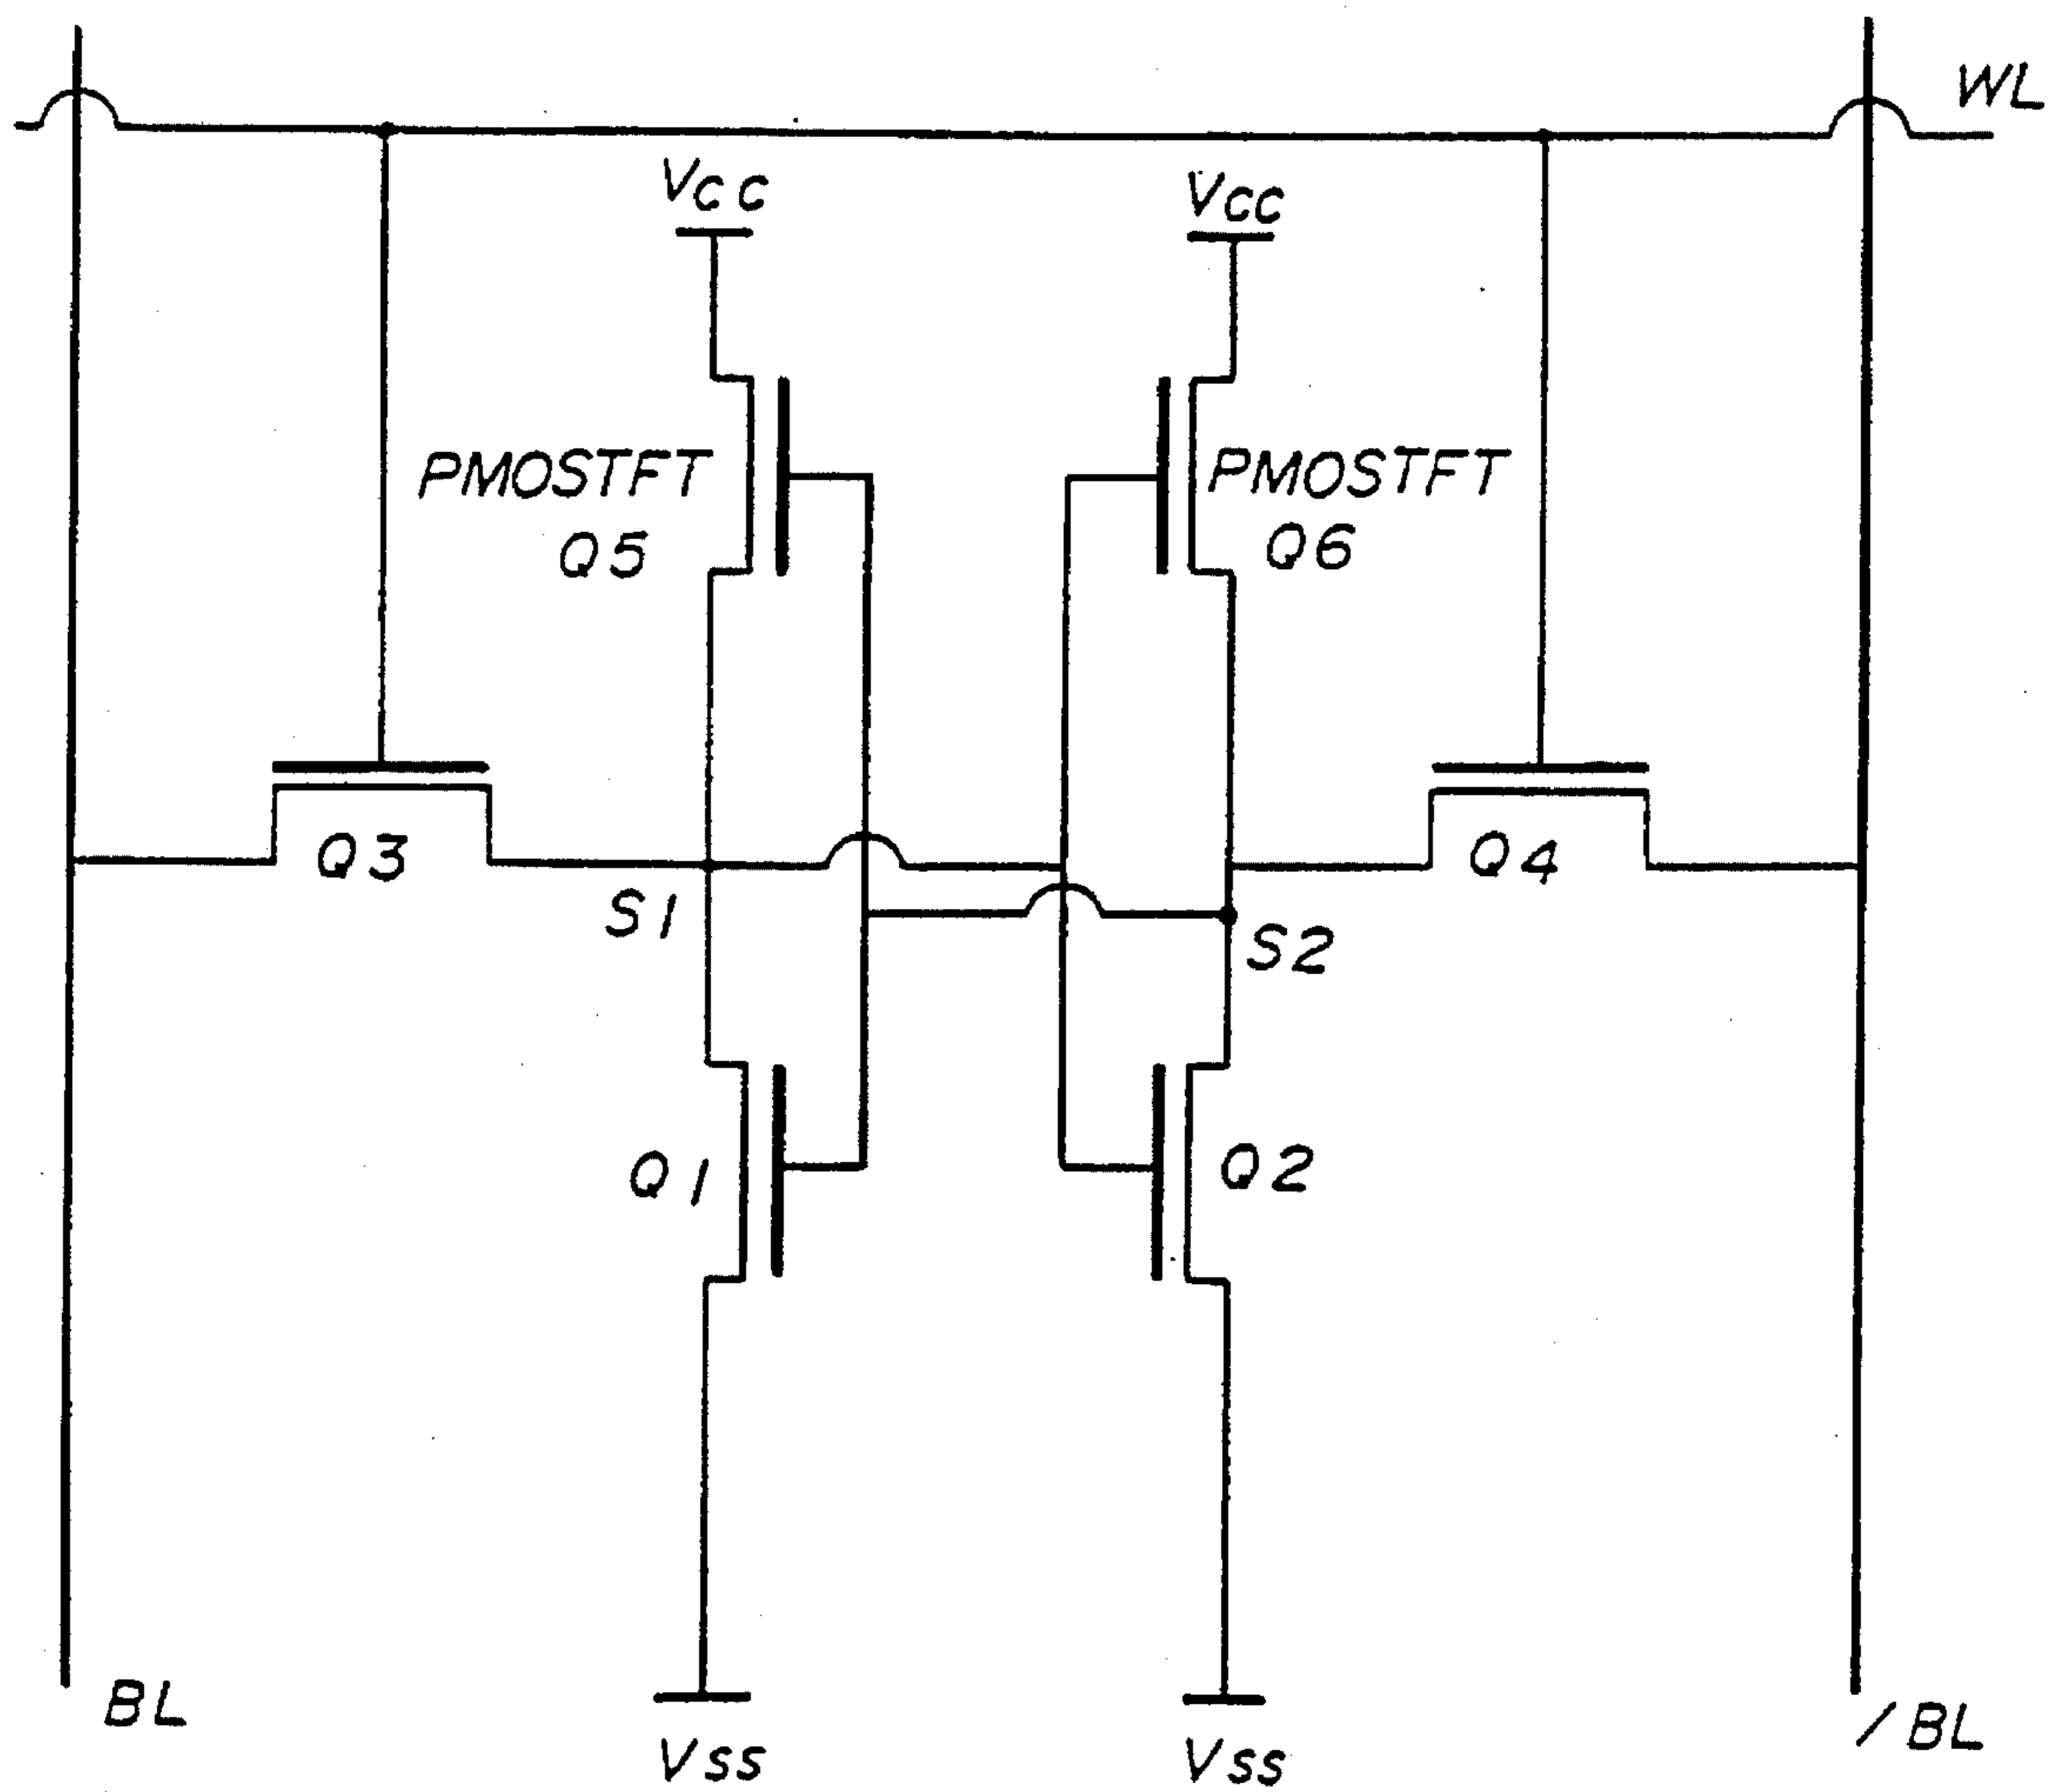 WL
Vcc
Vcc
PMOSTFT
Q5
PMOSTFT
Q6
Q3
Q4
S1
S2
Q1
Q2
BL
/BL
Vss
Vss